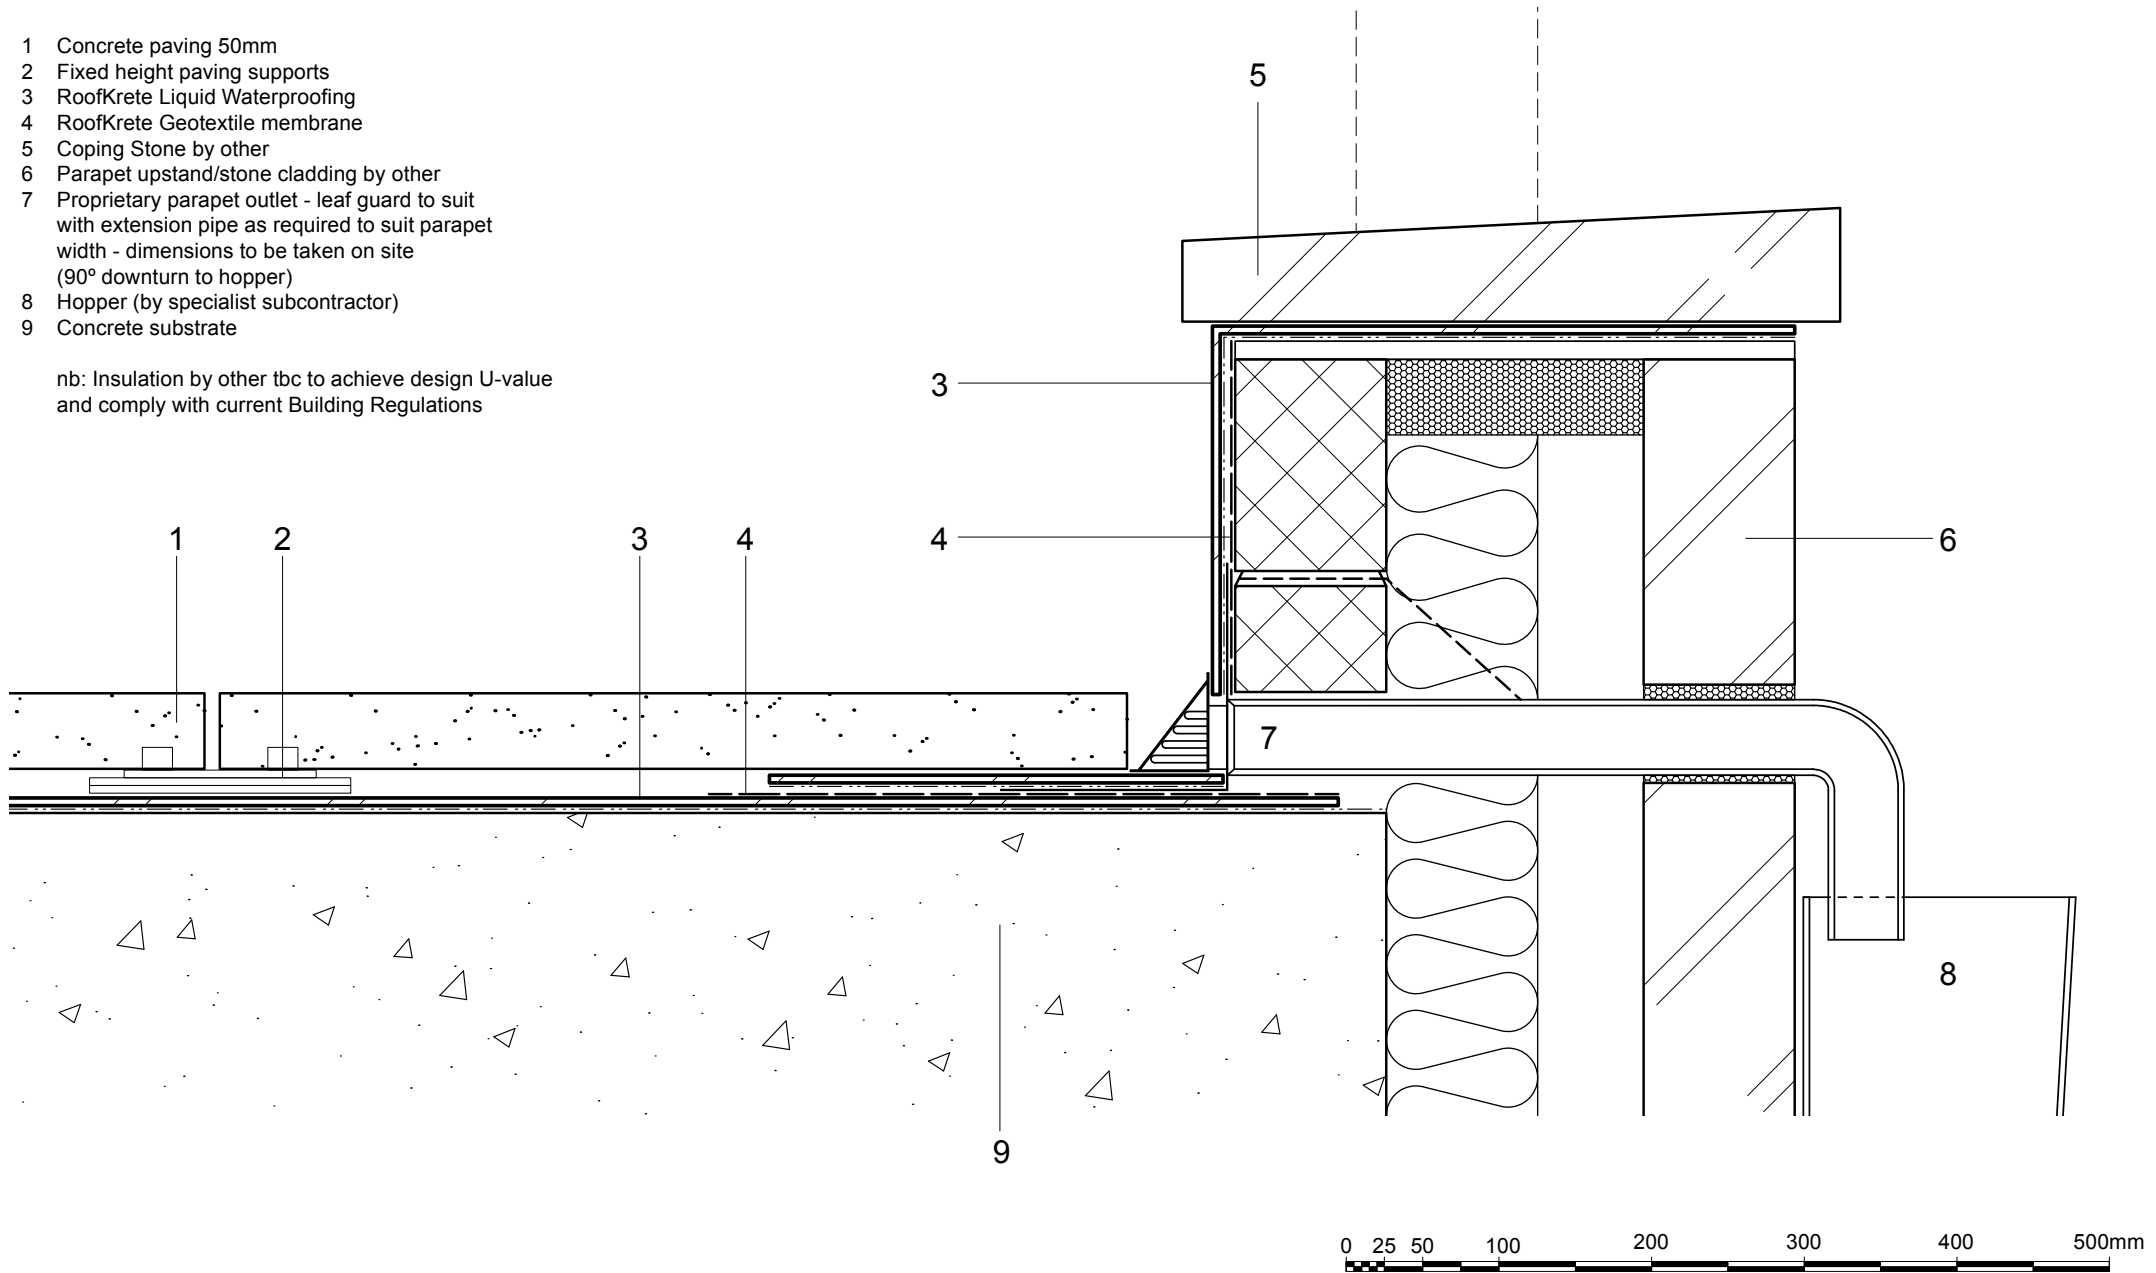 1 Concrete paving 50mm
2 Fixed height paving supports
3 RoofKrete Liquid Waterproofing
4 RoofKrete Geotextile membrane
5 Coping Stone by other
6 Parapet upstand/stone cladding by other
7 Proprietary parapet outlet - leaf guard to suit
with extension pipe as required to suit parapet
width - dimensions to be taken on site
(90º downturn to hopper)
8 Hopper (by specialist subcontractor)
9 Concrete substrate
nb: Insulation by other tbc to achieve design U-value
and comply with current Building Regulations
5
3
1 2 3 4 4 6
7
8
9
0 25 50 100 200 300 400 500mm